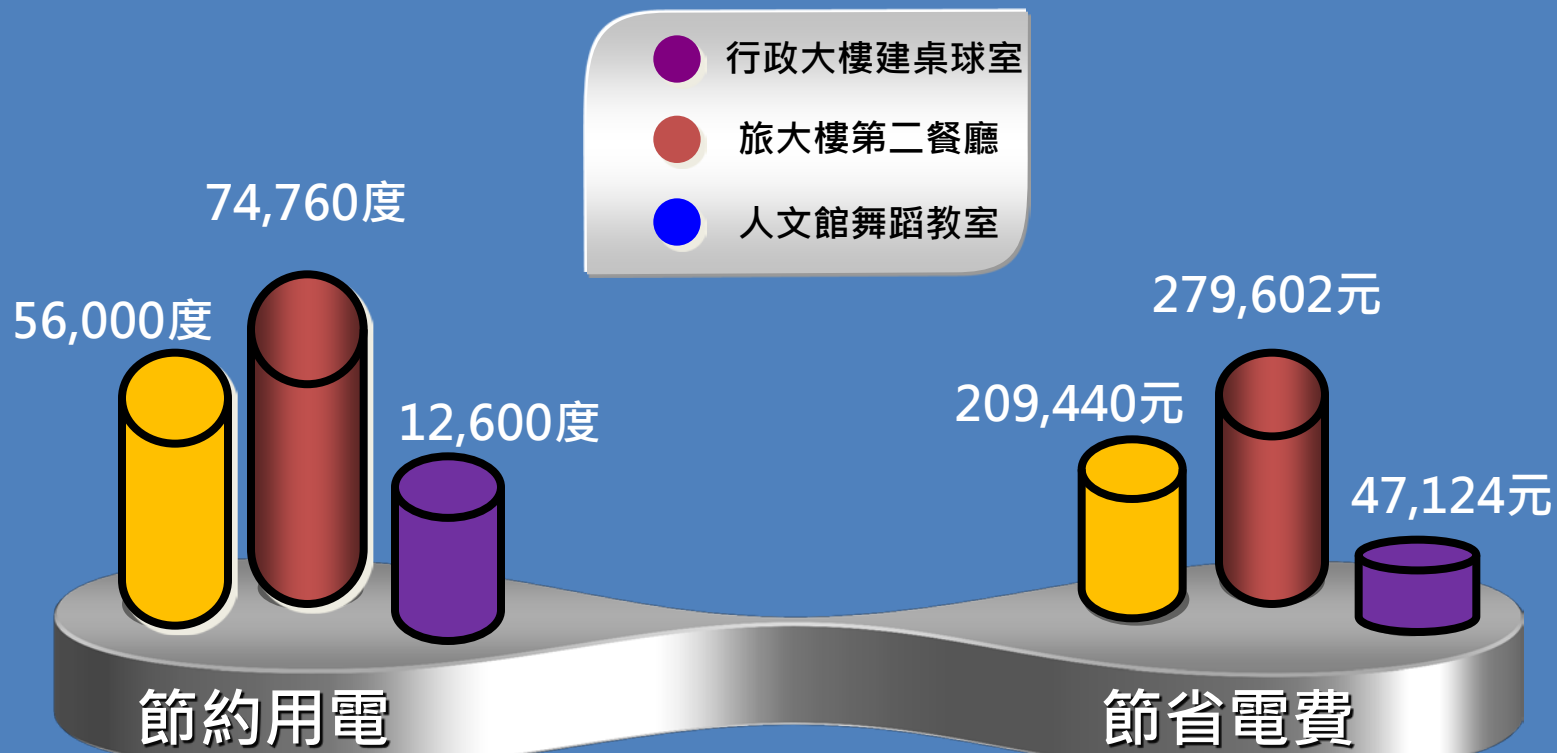 行政大樓建桌球室
旅大樓第二餐廳
人文館舞蹈教室
74,760度
56,000度
12,600度
279,602元
209,440元
47,124元
節約用電
節省電費